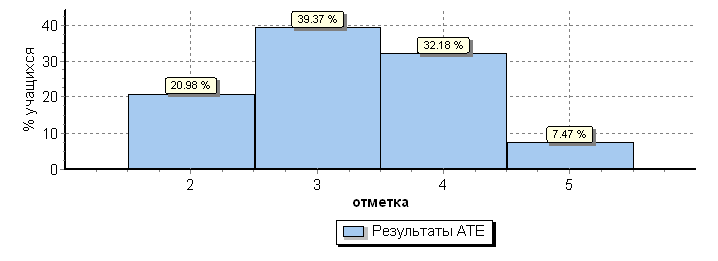 % учащихся
40
30
20
10
0
20.98 %
39.37 %
32.18 %
7.47 %
2 3 4 5
отметка
Результаты АТЕ